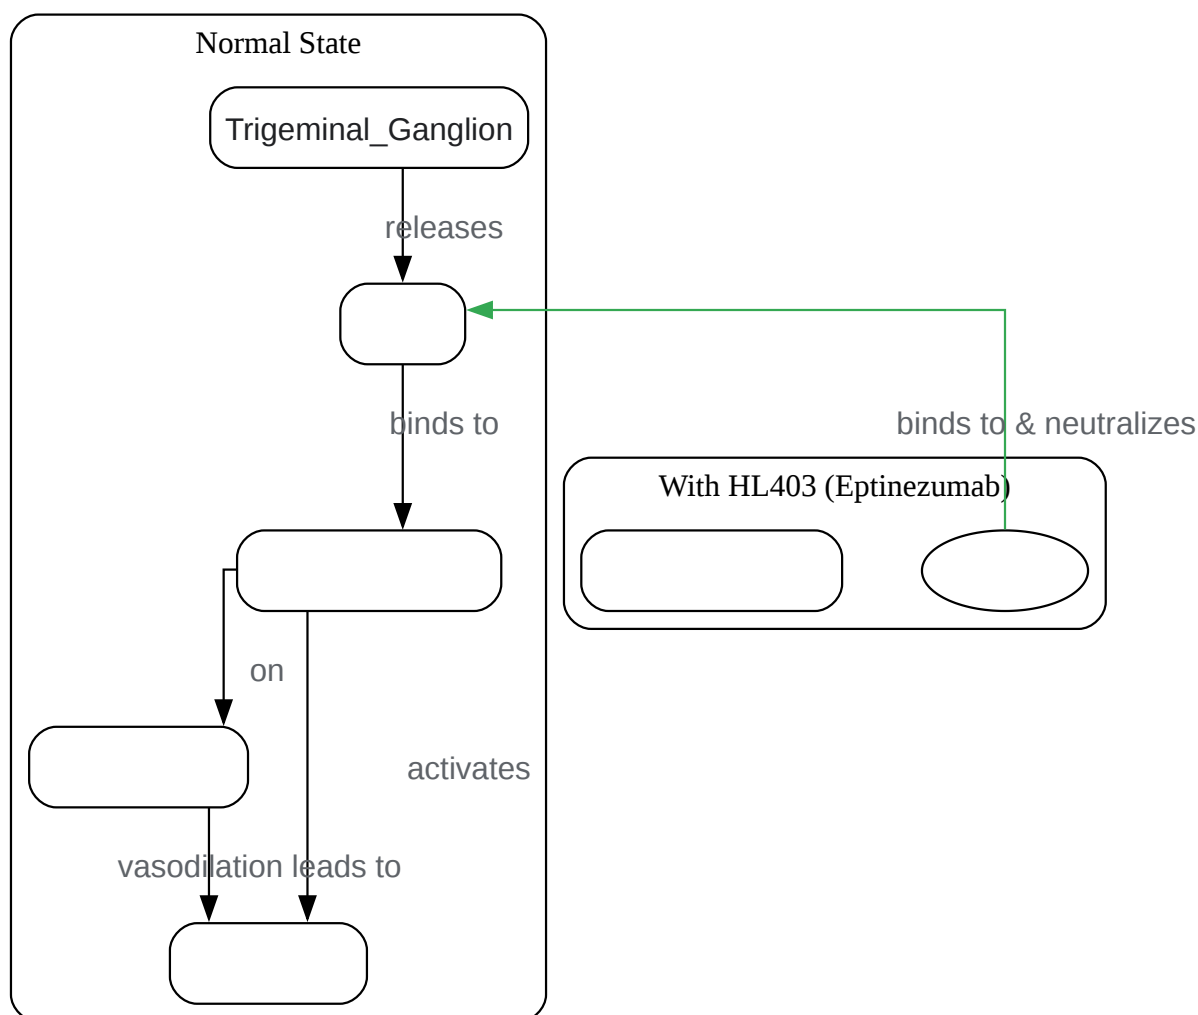 Normal State
Trigeminal_Ganglion
releases
binds to
binds to & neutralizes
With HL403 (Eptinezumab)
on
activates
vasodilation leads to